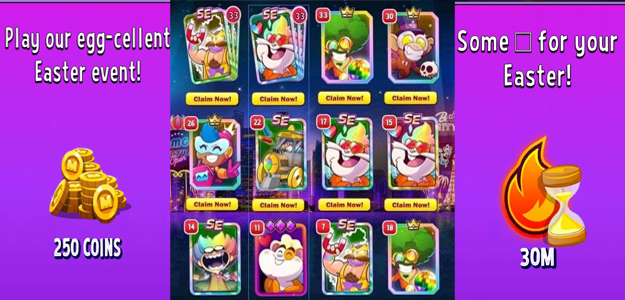 Play our egg-cellent
Easter event!
250 COINS
SE 33
SE 33
33
30
Claim Now!
Claim Now!
Claim Now!
Claim Now!
26
22 SE
17 SE
15 SE
Claim Now!
Claim Now!
Claim Now!
Claim Now!
14 SE
11
7 SE
18
Some □ for your
Easter!
30M